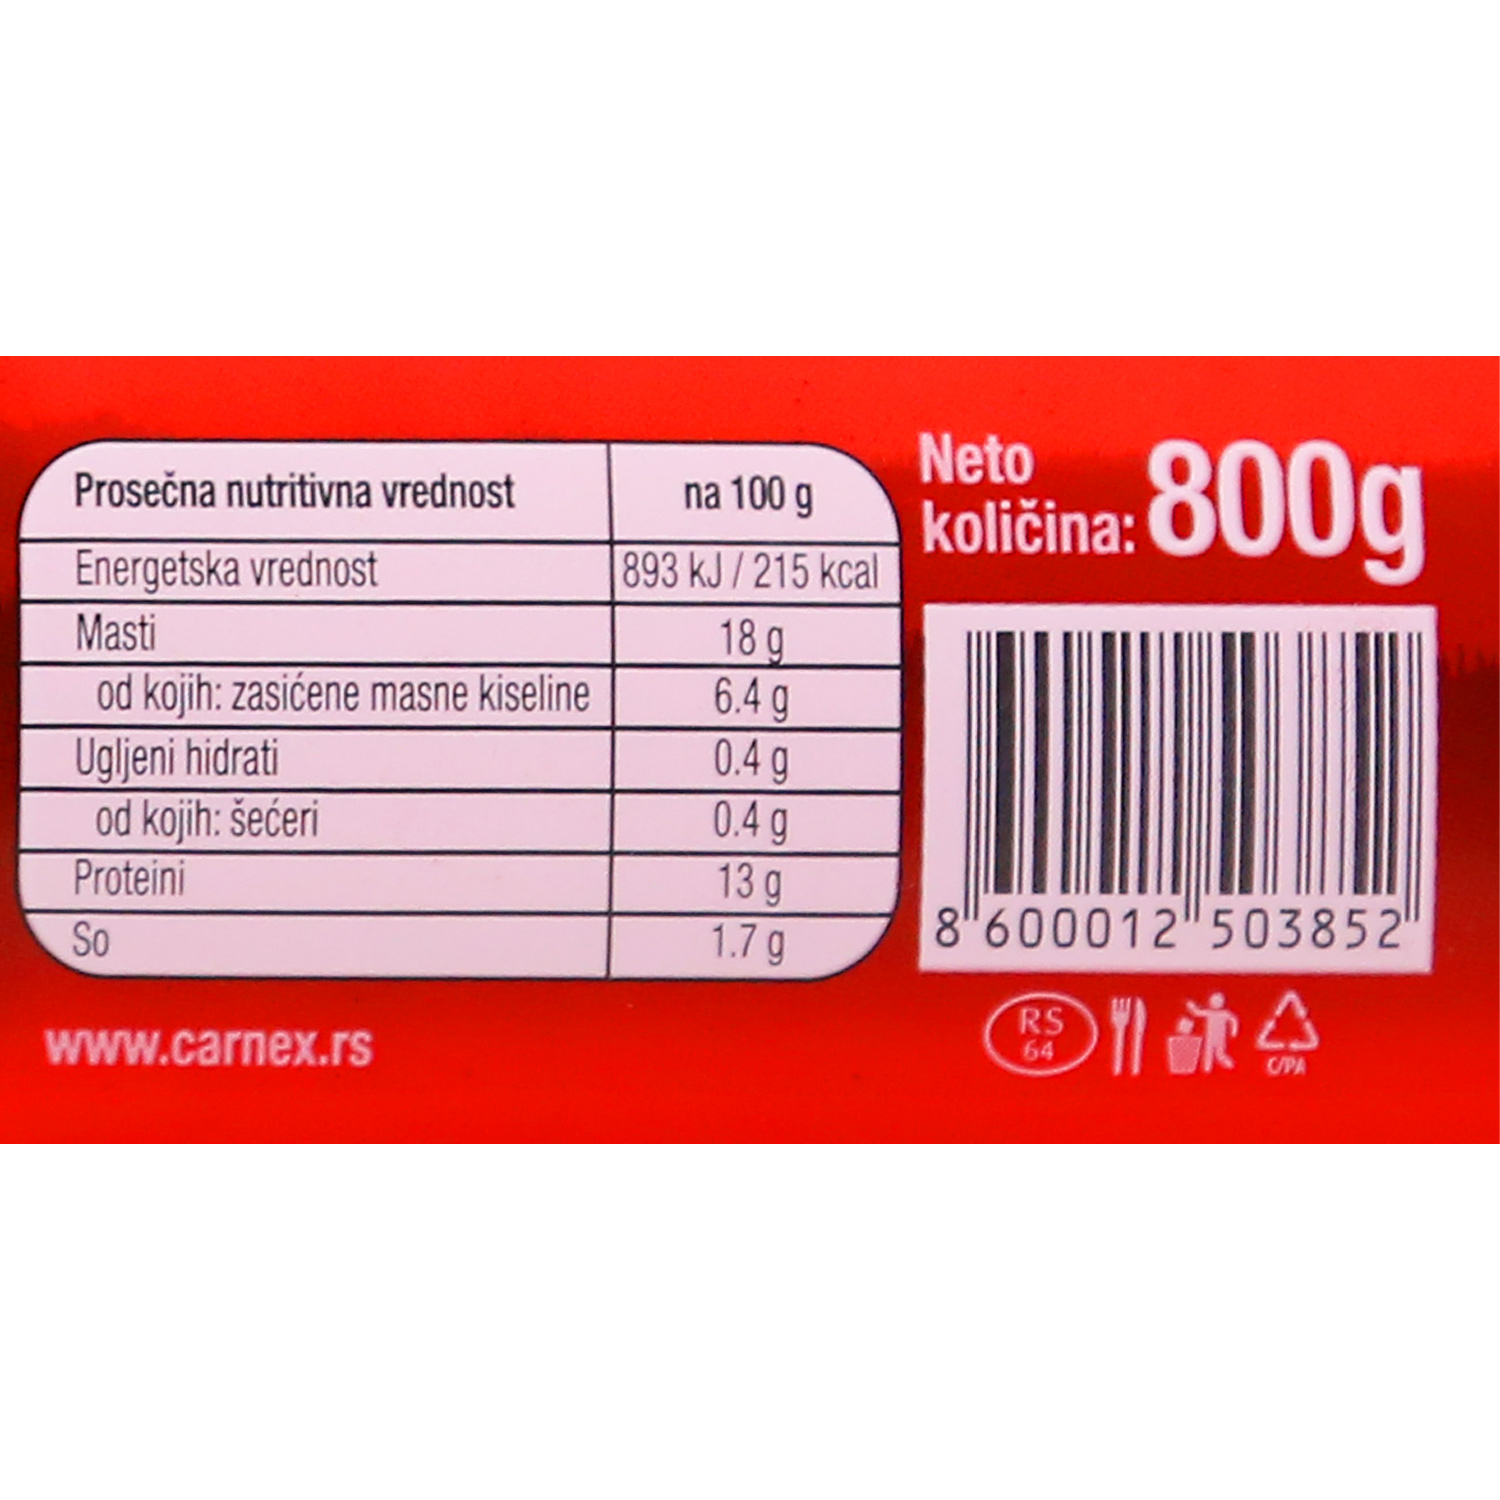 Prosečna nutritivna vrednost na 100 g
Energetska vrednost 893 kJ / 215 kcal
Masti 18 g
od kojih: zasićene masne kiseline 6.4 g
Ugljeni hidrati 0.4 g
od kojih: šećeri 0.4 g
Proteini 13 g
So 1.7 g
www.carnex.rs
Neto
količina: 800g
8 600012 503852
RS
64
C/PA